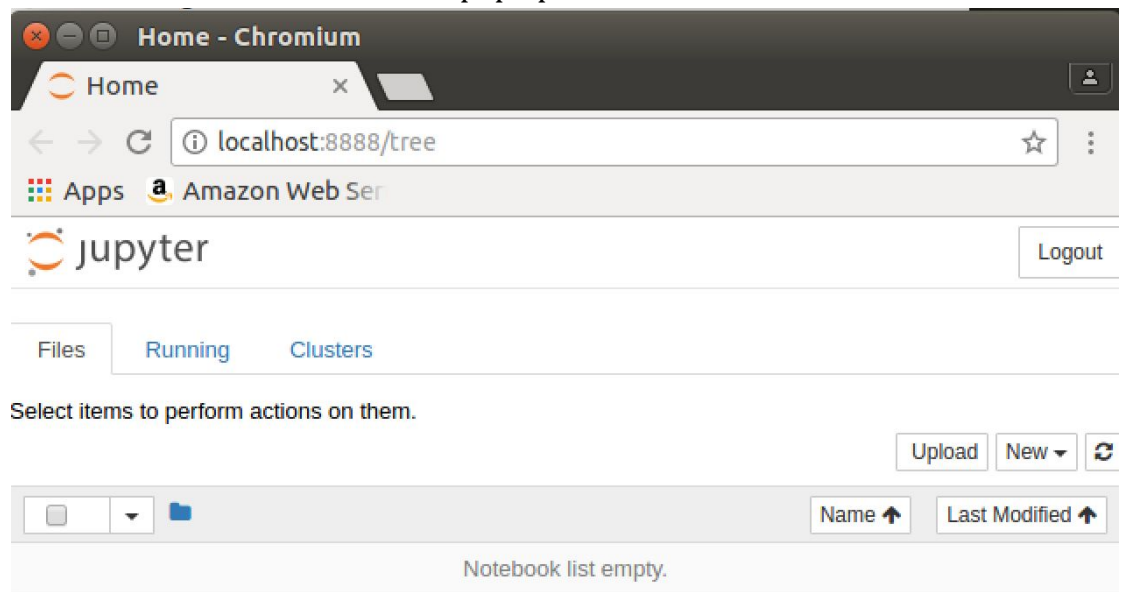 Home - Chromium
Home
localhost:8888/tree
Apps Amazon Web Ser
jupyter
Logout
Files Running Clusters
Select items to perform actions on them.
Upload New
Name Last Modified
Notebook list empty.